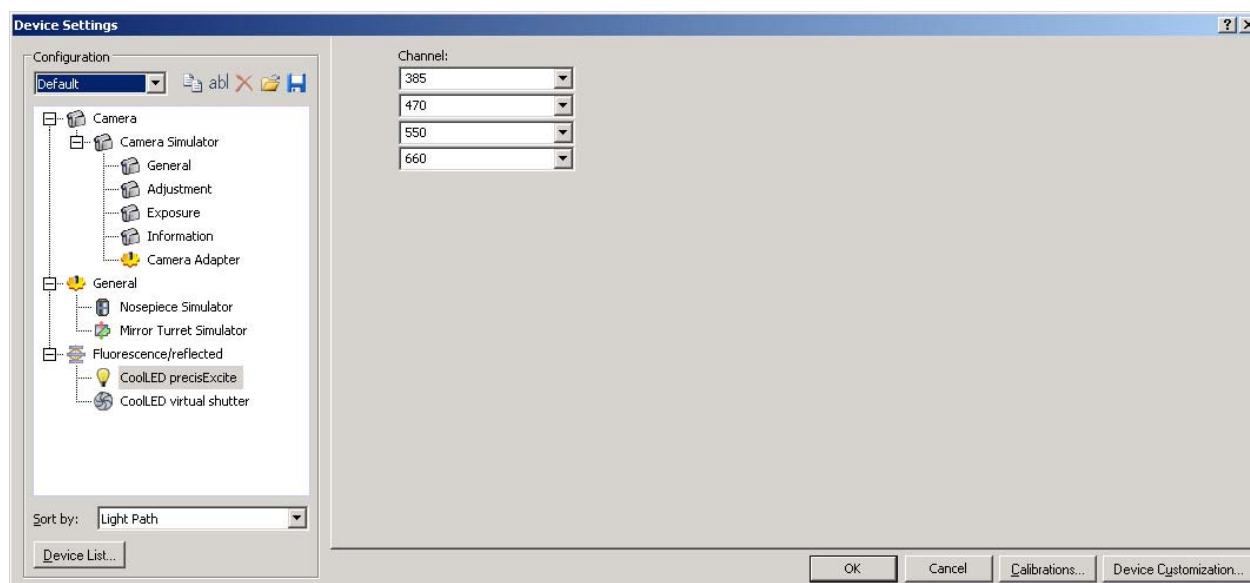 Device Settings
Configuration
Default
abl
Camera
Camera Simulator
General
Adjustment
Exposure
Information
Camera Adapter
General
Nosepiece Simulator
Mirror Turret Simulator
Fluorescence/reflected
CoolLED precisExcite
CoolLED virtual shutter
Sort by: Light Path
Device List...
Channel:
385
470
550
660
OK Cancel Calibrations... Device Customization...